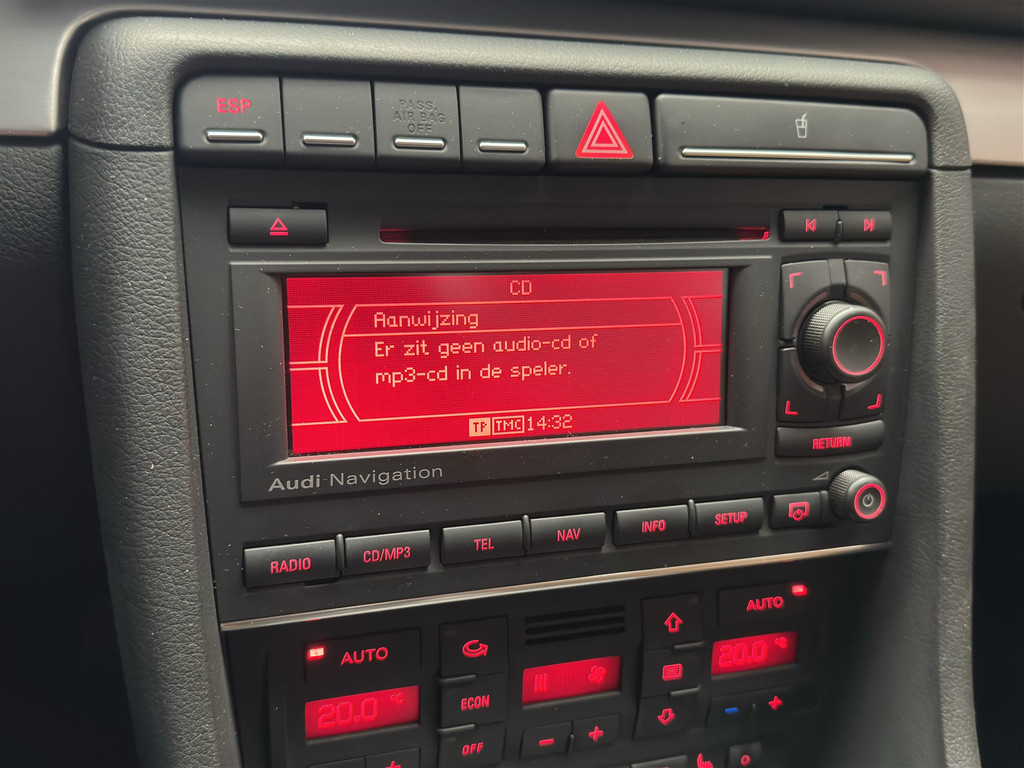 ESP
PASS.
AIR BAG
OFF
CD
Aanwijzing
Er zit geen audio-cd of
mp3-cd in de speler.
TP TMC 14:32
Audi Navigation
RETURN
RADIO
CD/MP3
TEL
NAV
INFO
SETUP
AUTO
AUTO
20.0 °C
ECON
OFF
20.0 °C